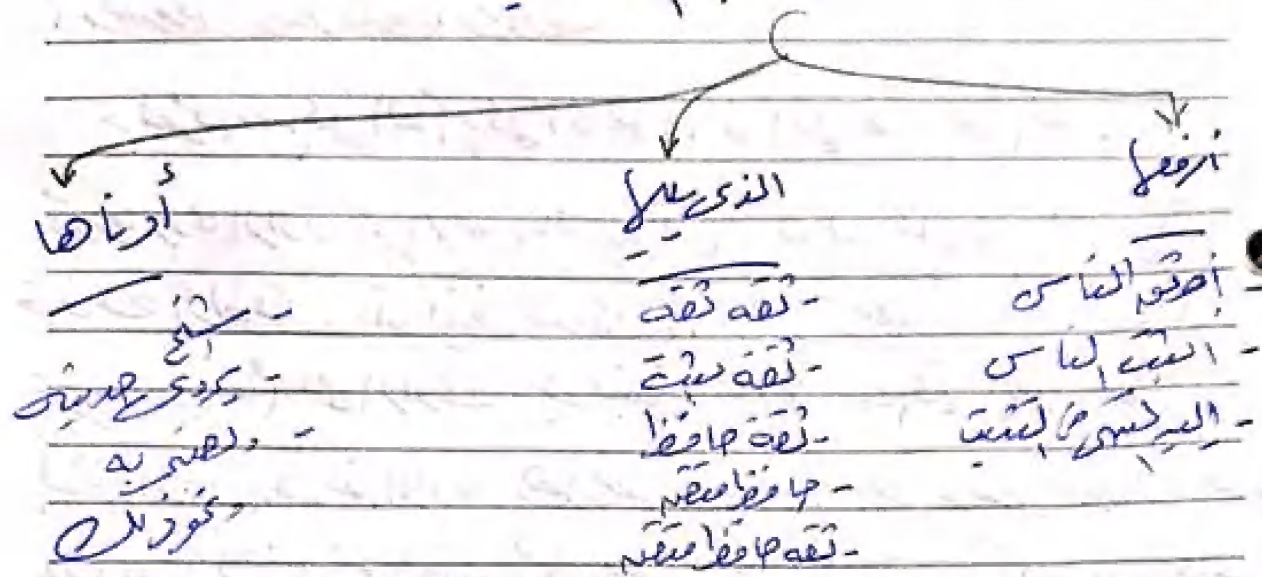 أرفعها
- أوثق الناس
- اثبت الناس
- إليه المنتهى في التثبت
الذي يليها
- ثقة ثقة
- ثقة ثبت
- ثقة حافظ
- حافظ متقن
- ثقة حافظ متقن
أدناها
- شيخ
- يروى حديثه
- يعتبر به
ونحو ذلك